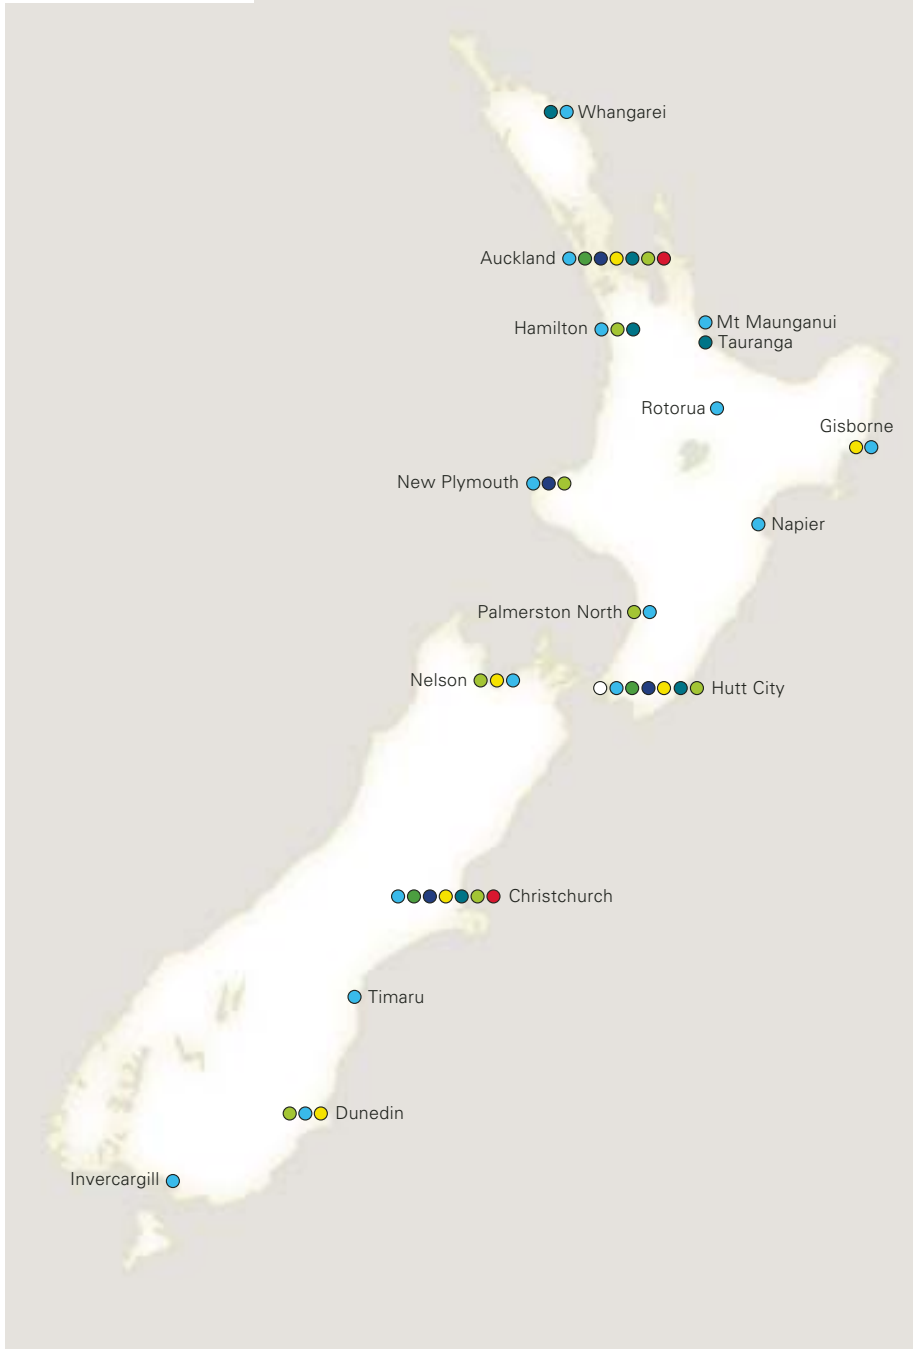 Whangarei
Auckland
Hamilton
Mt Maunganui
Tauranga
Rotorua
Gisborne
New Plymouth
Napier
Palmerston North
Nelson
Hutt City
Christchurch
Timaru
Dunedin
Invercargill